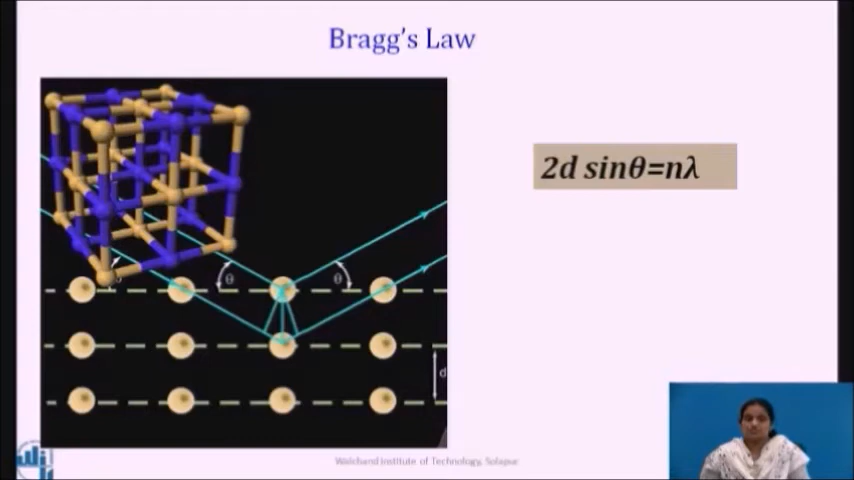 Bragg's Law
2d sinθ=nλ
θ
θ
d
Walchand Institute of Technology, Solapur